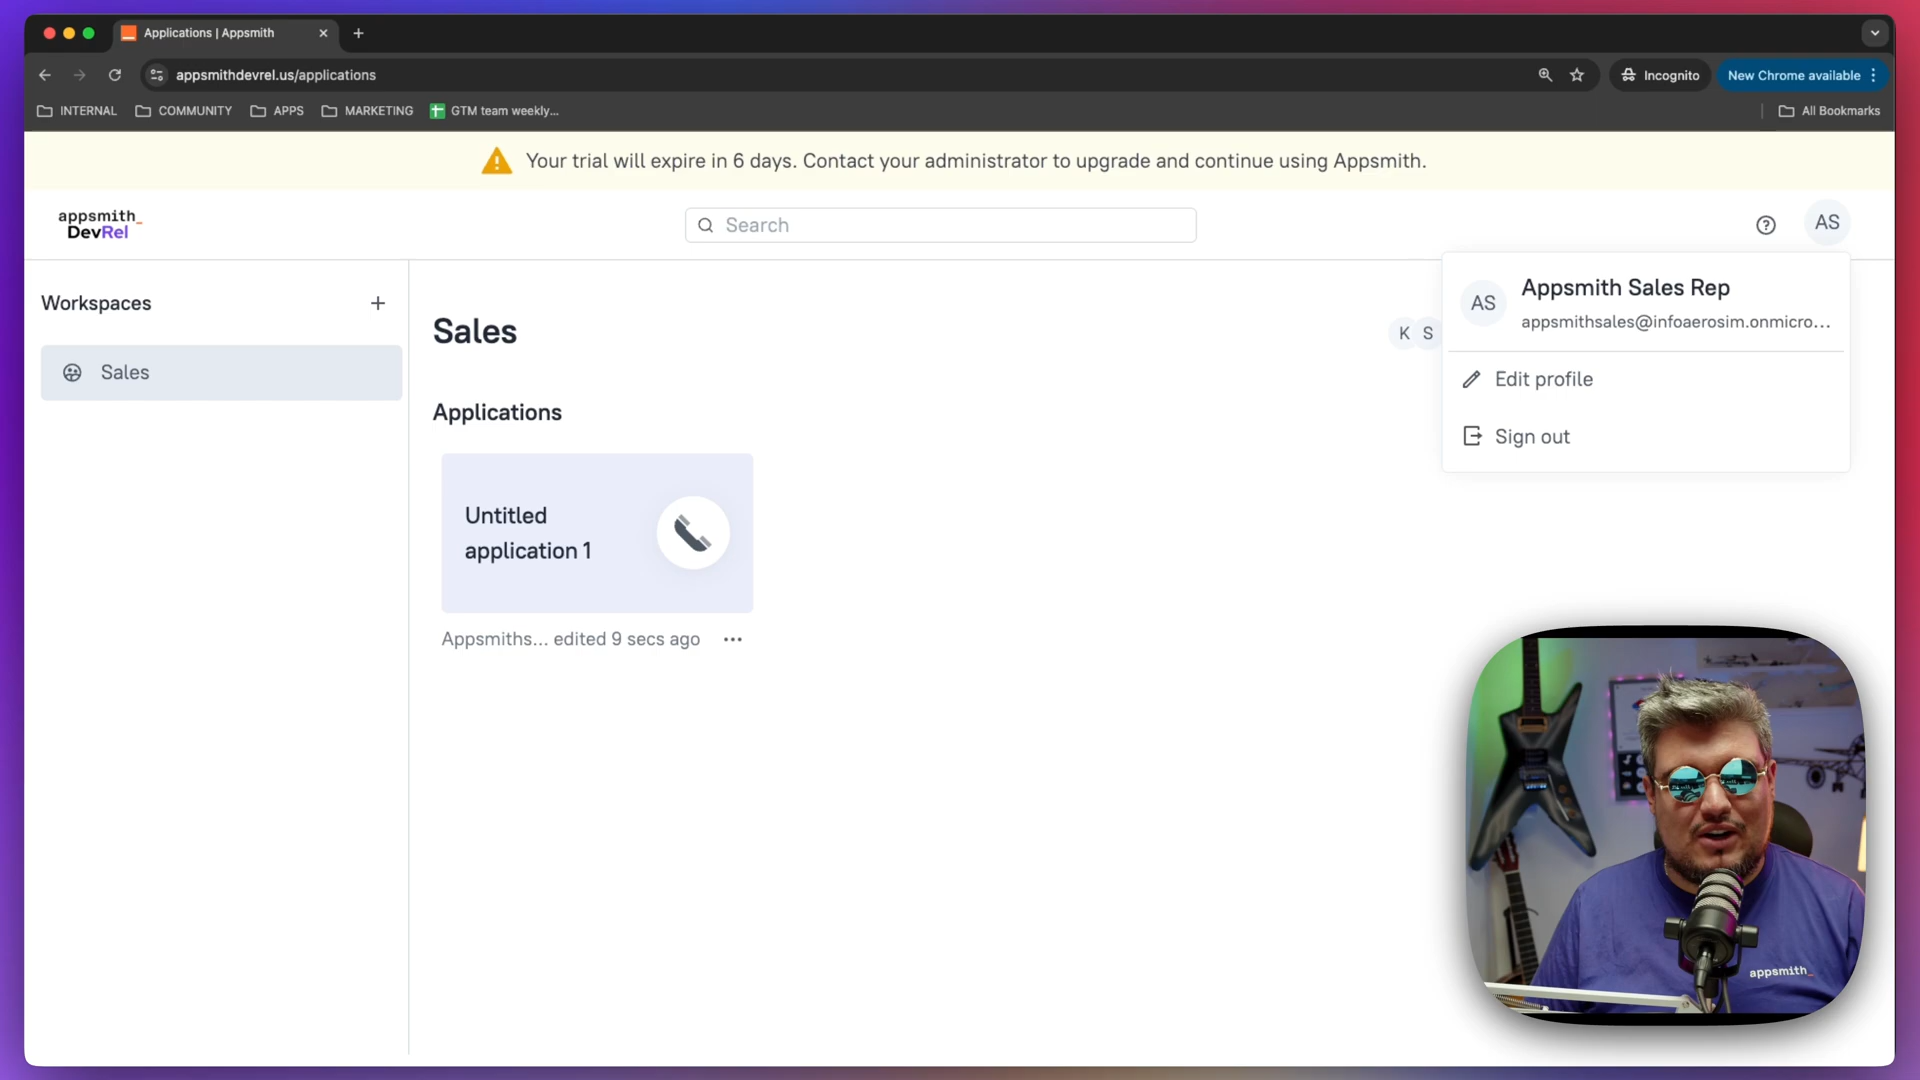 Applications | Appsmith
appsmithdevrel.us/applications
Incognito
New Chrome available
INTERNAL
COMMUNITY
APPS
MARKETING
GTM team weekly...
All Bookmarks
Your trial will expire in 6 days. Contact your administrator to upgrade and continue using Appsmith.
appsmith_
DevRel
Search
AS
Workspaces
Sales
Sales
K S
AS
Appsmith Sales Rep
appsmithsales@infoaerosim.onmicro...
Edit profile
Sign out
Applications
Untitled
application 1
Appsmiths... edited 9 secs ago
appsmith_